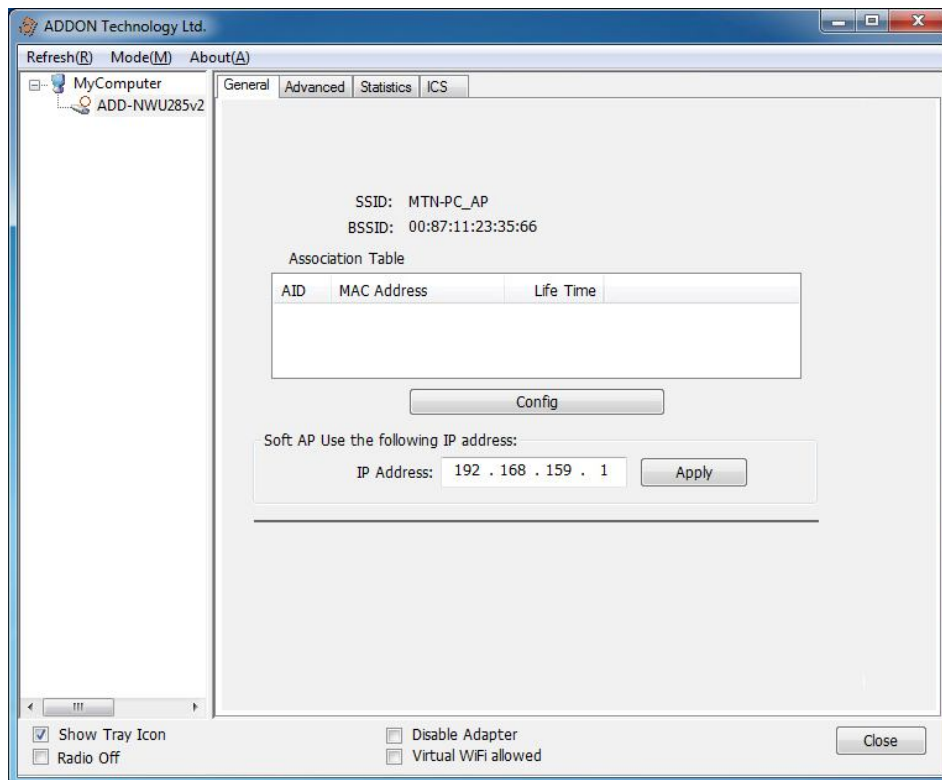 ADDON Technology Ltd.
Refresh(R) Mode(M) About(A)
MyComputer
ADD-NWU285v2
General Advanced Statistics ICS
SSID: MTN-PC_AP
BSSID: 00:87:11:23:35:66
Association Table
AID MAC Address Life Time
Config
Soft AP Use the following IP address:
IP Address: 192 . 168 . 159 . 1 Apply
Show Tray Icon Disable Adapter
Radio Off Virtual WiFi allowed
Close